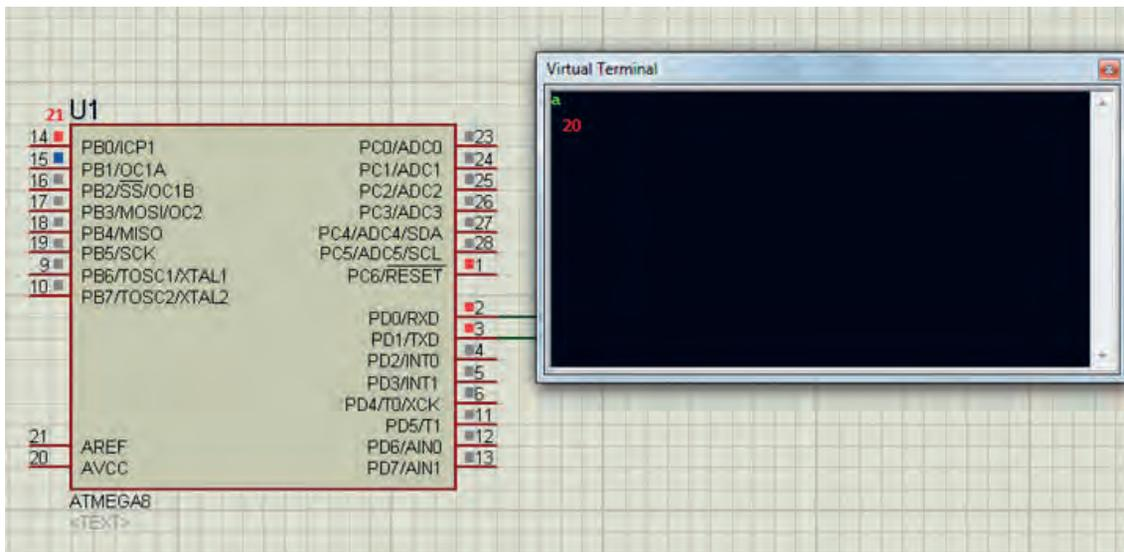 Virtual Terminal
a
20
21 U1
14 PB0/ICP1 PC0/ADC0 23
15 PB1/OC1A PC1/ADC1 24
16 PB2/SS/OC1B PC2/ADC2 25
17 PB3/MOSI/OC2 PC3/ADC3 26
18 PB4/MISO PC4/ADC4/SDA 27
19 PB5/SCK PC5/ADC5/SCL 28
9 PB6/TOSC1/XTAL1 PC6/RESET 1
10 PB7/TOSC2/XTAL2
PD0/RXD 2
PD1/TXD 3
PD2/INT0 4
PD3/INT1 5
PD4/T0/XCK 6
PD5/T1 11
21 AREF PD6/AIN0 12
20 AVCC PD7/AIN1 13
ATMEGA8
<TEXT>